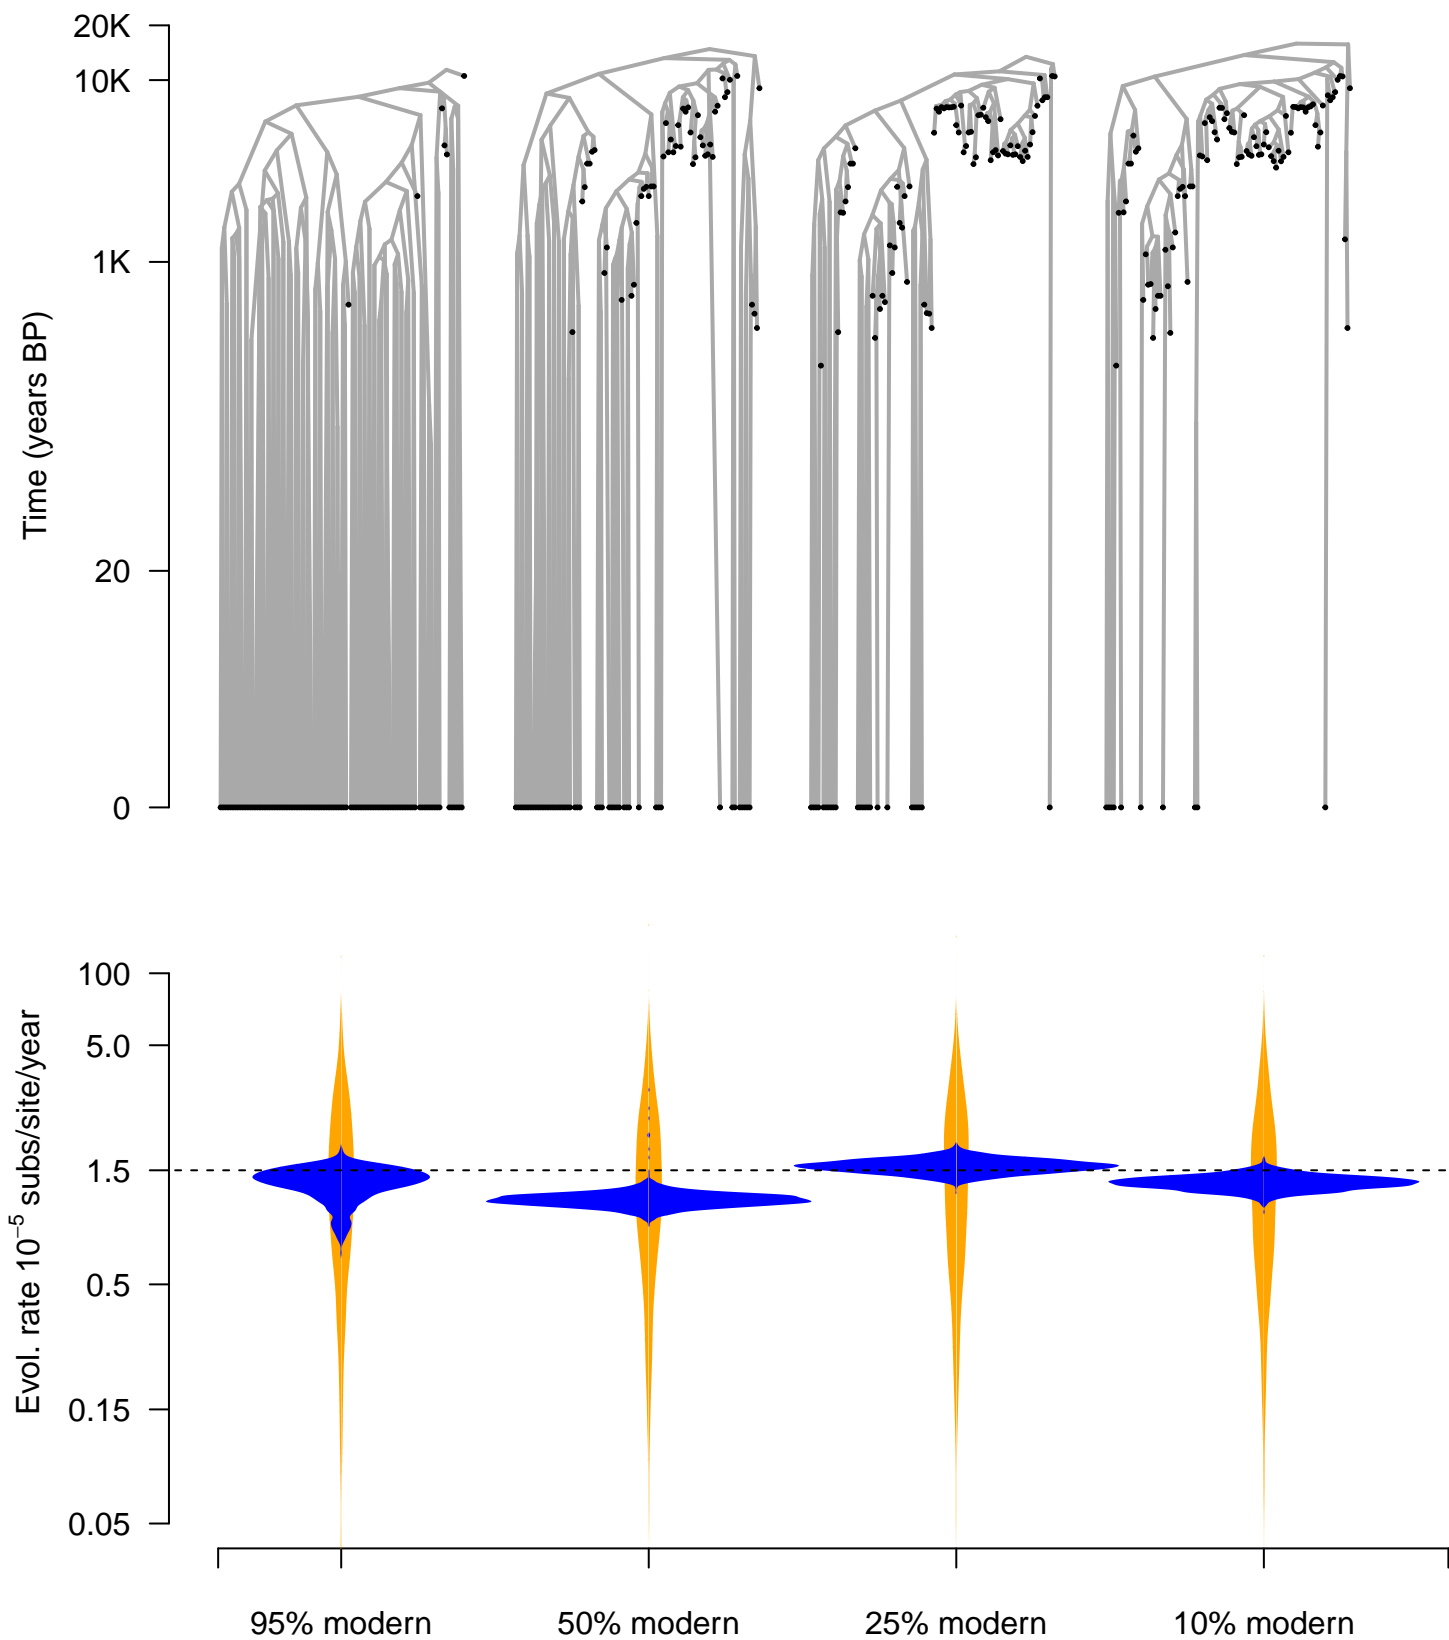 20K
10K
1K
20
0
Time (years BP)
100
5.0
1.5
0.5
0.15
0.05
Evol. rate 10⁻⁵ subs/site/year
95% modern
50% modern
25% modern
10% modern